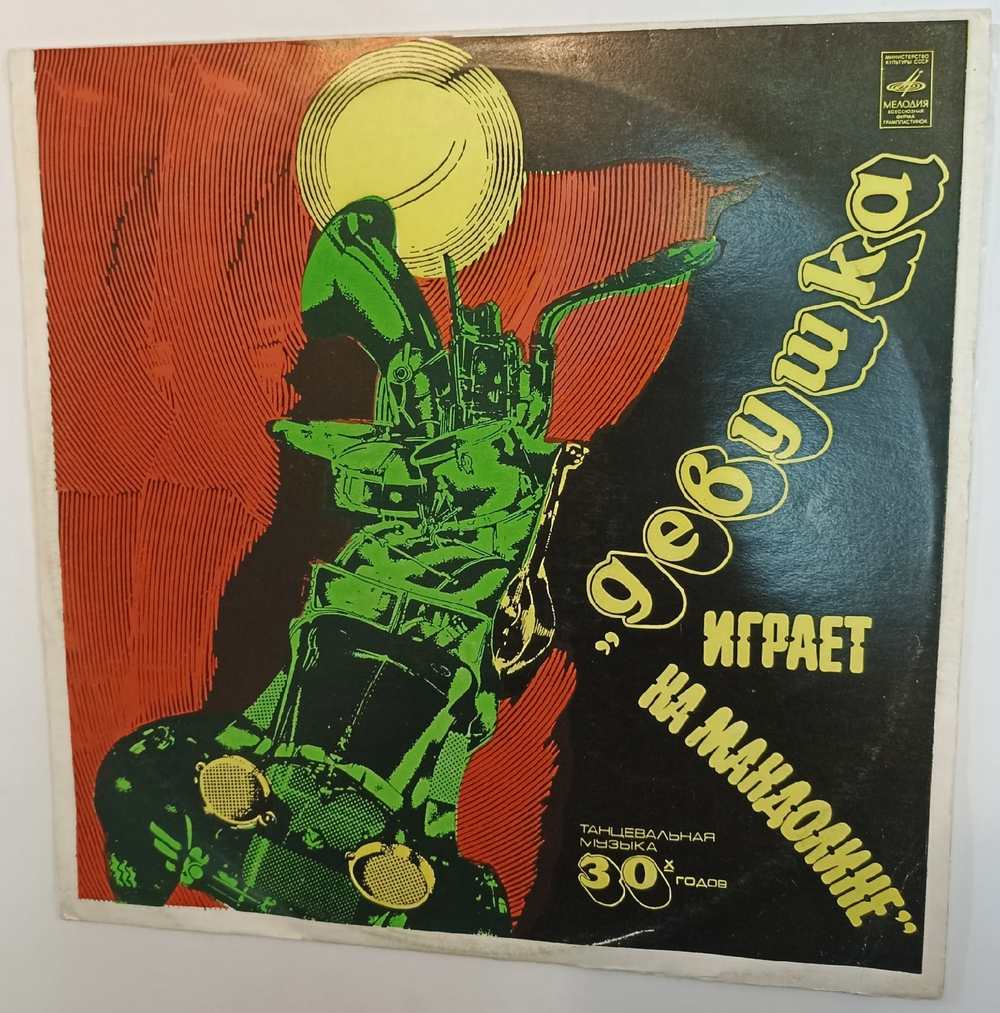 МИНИСТЕРСТВО
КУЛЬТУРЫ СССР
МЕЛОДИЯ
ВСЕСОЮЗНАЯ
ФИРМА
ГРАМПЛАСТИНОК
„девушка
ИГРАЕТ
НА МАНДОЛИНЕ"
ТАНЦЕВАЛЬНАЯ
МУЗЫКА
30х ГОДОВ